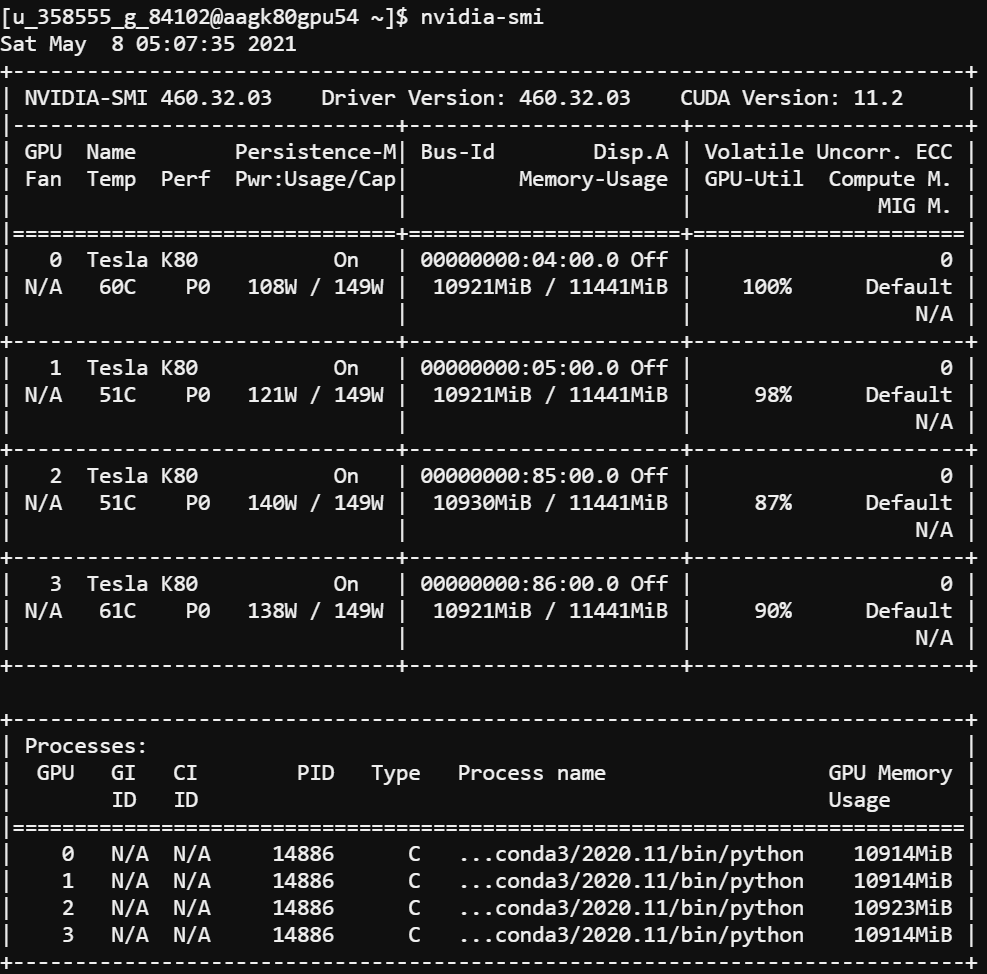 [u_358555_g_84102@aagk80gpu54 ~]$ nvidia-smi
Sat May  8 05:07:35 2021
+-----------------------------------------------------------------------------+
| NVIDIA-SMI 460.32.03    Driver Version: 460.32.03    CUDA Version: 11.2     |
|-------------------------------+----------------------+----------------------+
| GPU  Name        Persistence-M| Bus-Id        Disp.A | Volatile Uncorr. ECC |
| Fan  Temp  Perf  Pwr:Usage/Cap|         Memory-Usage | GPU-Util  Compute M. |
|                               |                      |               MIG M. |
|===============================+======================+======================|
|   0  Tesla K80           On   | 00000000:04:00.0 Off |                    0 |
| N/A   60C    P0   108W / 149W |  10921MiB / 11441MiB |    100%      Default |
|                               |                      |                  N/A |
+-------------------------------+----------------------+----------------------+
|   1  Tesla K80           On   | 00000000:05:00.0 Off |                    0 |
| N/A   51C    P0   121W / 149W |  10921MiB / 11441MiB |     98%      Default |
|                               |                      |                  N/A |
+-------------------------------+----------------------+----------------------+
|   2  Tesla K80           On   | 00000000:85:00.0 Off |                    0 |
| N/A   51C    P0   140W / 149W |  10930MiB / 11441MiB |     87%      Default |
|                               |                      |                  N/A |
+-------------------------------+----------------------+----------------------+
|   3  Tesla K80           On   | 00000000:86:00.0 Off |                    0 |
| N/A   61C    P0   138W / 149W |  10921MiB / 11441MiB |     90%      Default |
|                               |                      |                  N/A |
+-------------------------------+----------------------+----------------------+

+-----------------------------------------------------------------------------+
| Processes:                                                                  |
|  GPU   GI   CI        PID   Type   Process name                  GPU Memory |
|        ID   ID                                                   Usage      |
|=============================================================================|
|    0   N/A  N/A     14886      C   ...conda3/2020.11/bin/python    10914MiB |
|    1   N/A  N/A     14886      C   ...conda3/2020.11/bin/python    10914MiB |
|    2   N/A  N/A     14886      C   ...conda3/2020.11/bin/python    10923MiB |
|    3   N/A  N/A     14886      C   ...conda3/2020.11/bin/python    10914MiB |
+-----------------------------------------------------------------------------+